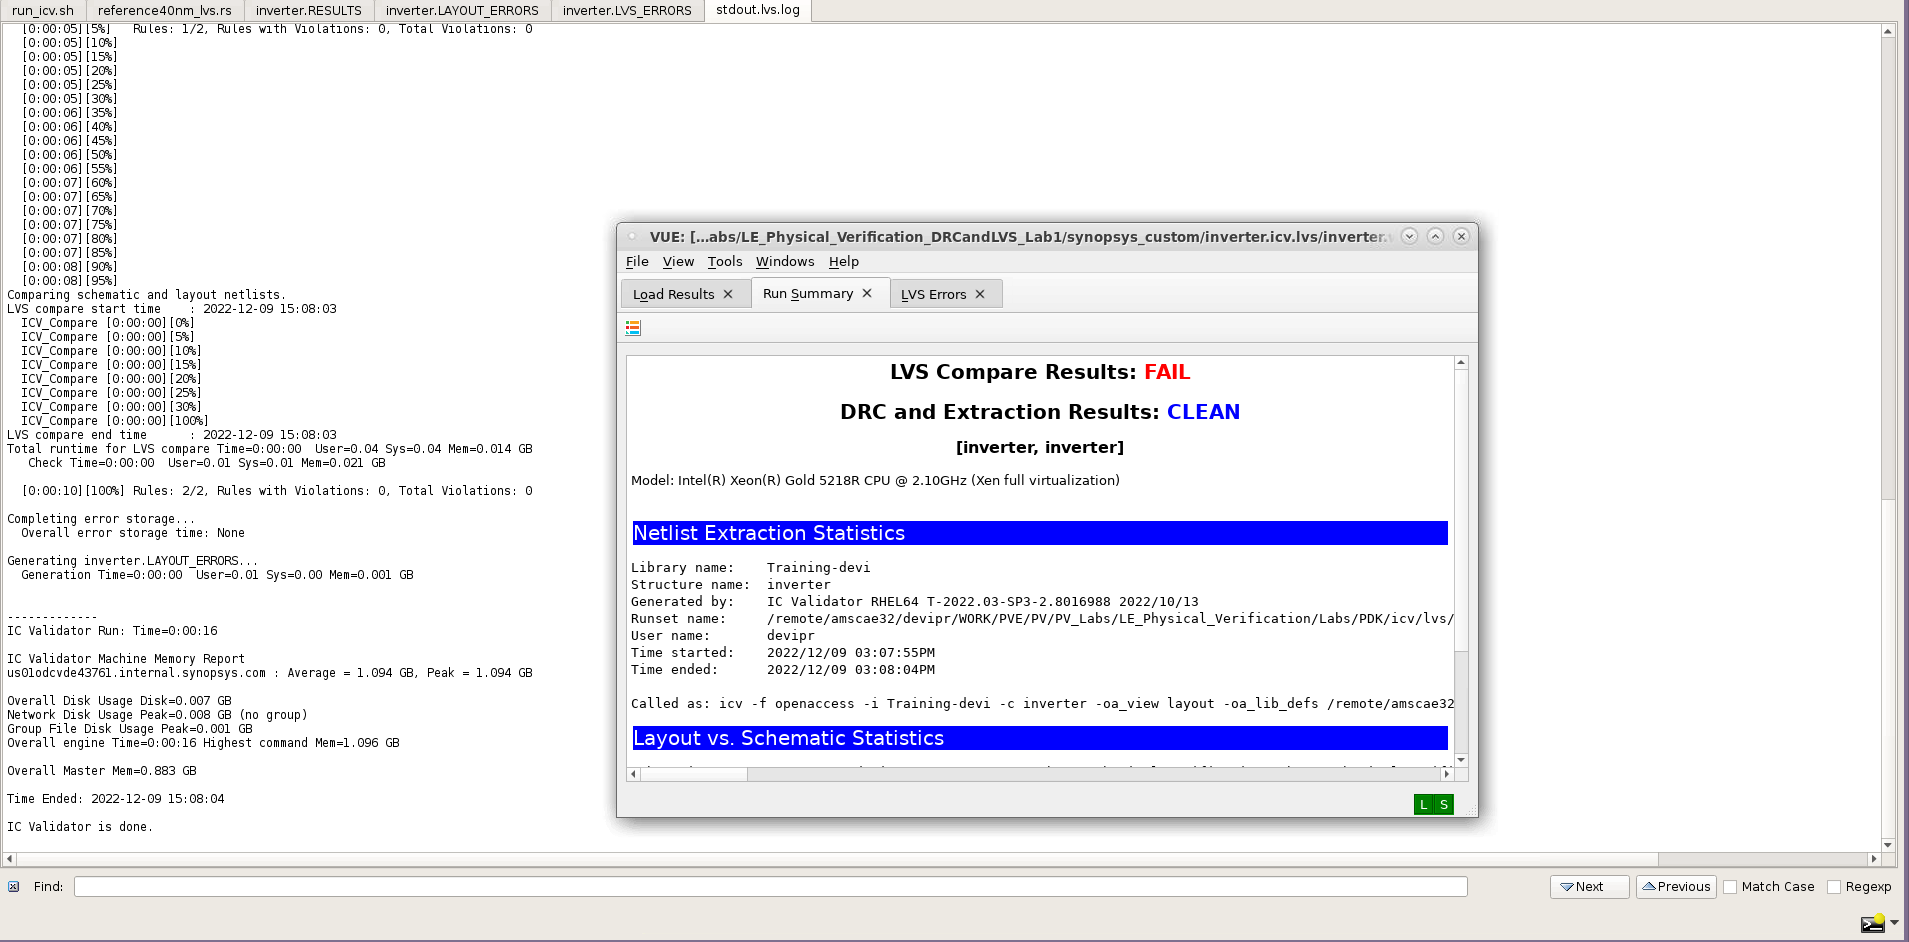 run_icv.sh
reference40nm_lvs.rs
inverter.RESULTS
inverter.LAYOUT_ERRORS
inverter.LVS_ERRORS
stdout.lvs.log
[0:00:05][5%]   Rules: 1/2, Rules with Violations: 0, Total Violations: 0
[0:00:05][10%]
[0:00:05][15%]
[0:00:05][20%]
[0:00:05][25%]
[0:00:05][30%]
[0:00:06][35%]
[0:00:06][40%]
[0:00:06][45%]
[0:00:06][50%]
[0:00:06][55%]
[0:00:07][60%]
[0:00:07][65%]
[0:00:07][70%]
[0:00:07][75%]
[0:00:07][80%]
[0:00:07][85%]
[0:00:08][90%]
[0:00:08][95%]
Comparing schematic and layout netlists.
LVS compare start time    : 2022-12-09 15:08:03
ICV_Compare [0:00:00][0%]
ICV_Compare [0:00:00][5%]
ICV_Compare [0:00:00][10%]
ICV_Compare [0:00:00][15%]
ICV_Compare [0:00:00][20%]
ICV_Compare [0:00:00][25%]
ICV_Compare [0:00:00][30%]
ICV_Compare [0:00:00][100%]
LVS compare end time      : 2022-12-09 15:08:03
Total runtime for LVS compare Time=0:00:00  User=0.04 Sys=0.04 Mem=0.014 GB
Check Time=0:00:00  User=0.01 Sys=0.01 Mem=0.021 GB
[0:00:10][100%] Rules: 2/2, Rules with Violations: 0, Total Violations: 0
Completing error storage...
Overall error storage time: None
Generating inverter.LAYOUT_ERRORS...
Generation Time=0:00:00  User=0.01 Sys=0.00 Mem=0.001 GB
-------------
IC Validator Run: Time=0:00:16
IC Validator Machine Memory Report
us01odcvde43761.internal.synopsys.com : Average = 1.094 GB, Peak = 1.094 GB
Overall Disk Usage Disk=0.007 GB
Network Disk Usage Peak=0.008 GB (no group)
Group File Disk Usage Peak=0.001 GB
Overall engine Time=0:00:16 Highest command Mem=1.096 GB
Overall Master Mem=0.883 GB
Time Ended: 2022-12-09 15:08:04
IC Validator is done.
VUE: [...abs/LE_Physical_Verification_DRCandLVS_Lab1/synopsys_custom/inverter.icv.lvs/inverter.
File View Tools Windows Help
Load Results
Run Summary
LVS Errors
LVS Compare Results: FAIL
DRC and Extraction Results: CLEAN
[inverter, inverter]
Model: Intel(R) Xeon(R) Gold 5218R CPU @ 2.10GHz (Xen full virtualization)
Netlist Extraction Statistics
Library name:    Training-devi
Structure name:  inverter
Generated by:    IC Validator RHEL64 T-2022.03-SP3-2.8016988 2022/10/13
Runset name:     /remote/amscae32/devipr/WORK/PVE/PV/PV_Labs/LE_Physical_Verification/Labs/PDK/icv/lvs/
User name:       devipr
Time started:    2022/12/09 03:07:55PM
Time ended:      2022/12/09 03:08:04PM
Called as: icv -f openaccess -i Training-devi -c inverter -oa_view layout -oa_lib_defs /remote/amscae32
Layout vs. Schematic Statistics
L S
Find:
Next
Previous
Match Case
Regexp